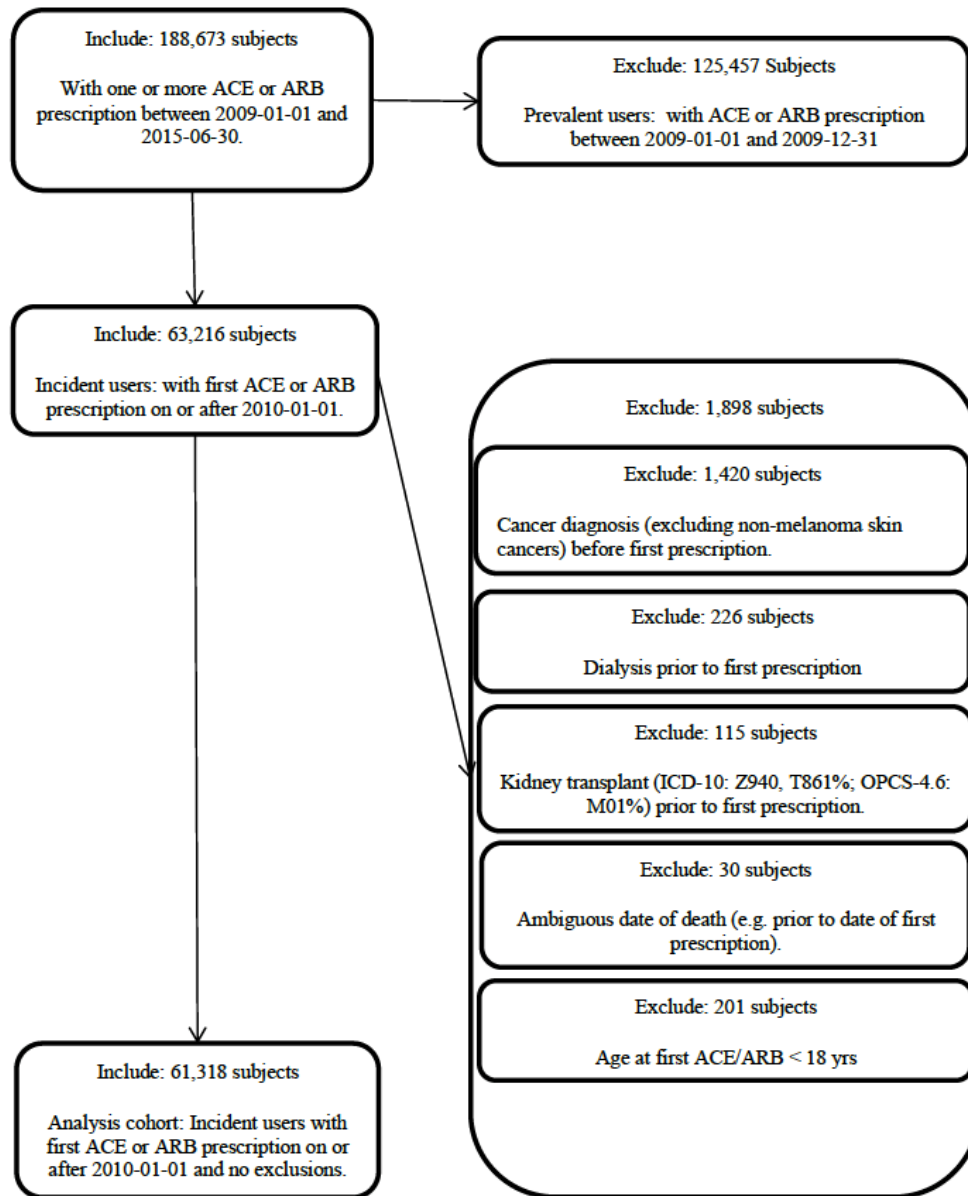 Include: 188,673 subjects
With one or more ACE or ARB
prescription between 2009-01-01 and
2015-06-30.
Exclude: 125,457 Subjects
Prevalent users:  with ACE or ARB prescription
between 2009-01-01 and 2009-12-31
Include: 63,216 subjects
Incident users: with first ACE or ARB
prescription on or after 2010-01-01.
Exclude: 1,898 subjects
Exclude: 1,420 subjects
Cancer diagnosis (excluding non-melanoma skin
cancers) before first prescription.
Exclude: 226 subjects
Dialysis prior to first prescription
Exclude: 115 subjects
Kidney transplant (ICD-10: Z940, T861%; OPCS-4.6:
M01%) prior to first prescription.
Exclude: 30 subjects
Ambiguous date of death (e.g. prior to date of first
prescription).
Exclude: 201 subjects
Age at first ACE/ARB < 18 yrs
Include: 61,318 subjects
Analysis cohort: Incident users with
first ACE or ARB prescription on or
after 2010-01-01 and no exclusions.